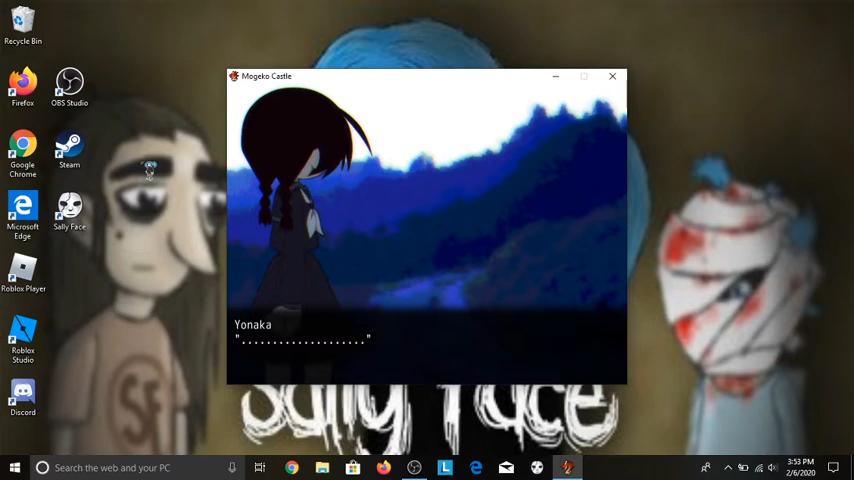 Recycle Bin
Firefox
OBS Studio
Google
Chrome
Steam
Microsoft
Edge
Sally Face
Roblox Player
Roblox
Studio
Discord
Mogeko Castle
Yonaka
"...................."
SF
Sally Face
Search the web and your PC
L
3:53 PM
2/6/2020